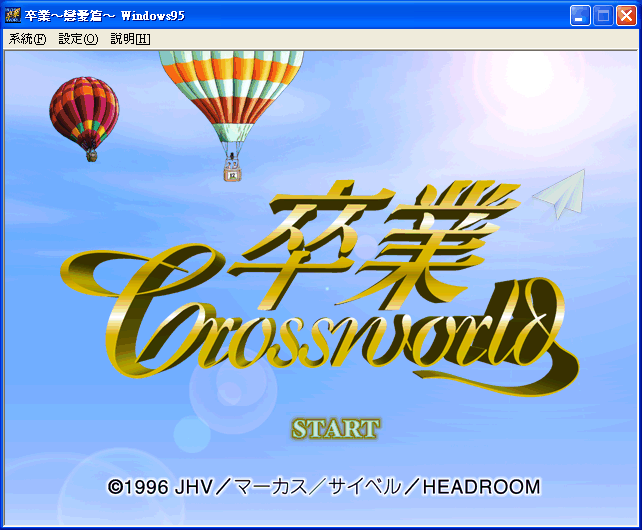 卒業～戀愛篇～ Windows95
系統(F) 設定(O) 說明[H]
卒業
Crossworld
START
©1996 JHV／マーカス／サイベル／HEADROOM